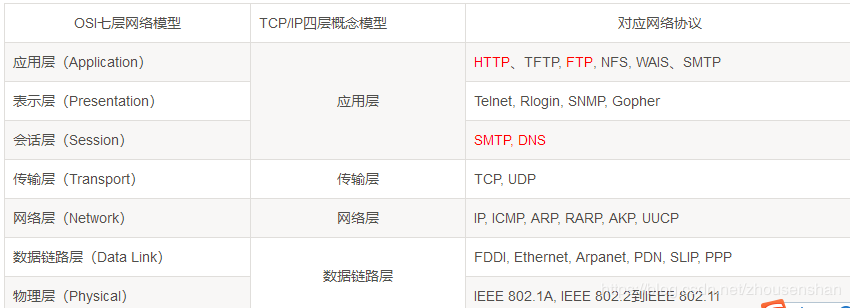 OSI七层网络模型 TCP/IP四层概念模型 对应网络协议
应用层（Application） HTTP、TFTP, FTP, NFS, WAIS、SMTP
表示层（Presentation） 应用层 Telnet, Rlogin, SNMP, Gopher
会话层（Session） SMTP, DNS
传输层（Transport） 传输层 TCP, UDP
网络层（Network） 网络层 IP, ICMP, ARP, RARP, AKP, UUCP
数据链路层（Data Link） FDDI, Ethernet, Arpanet, PDN, SLIP, PPP
数据链路层
物理层（Physical） IEEE 802.1A, IEEE 802.2到IEEE 802.11
https://blog.csdn.net/zhousenshan